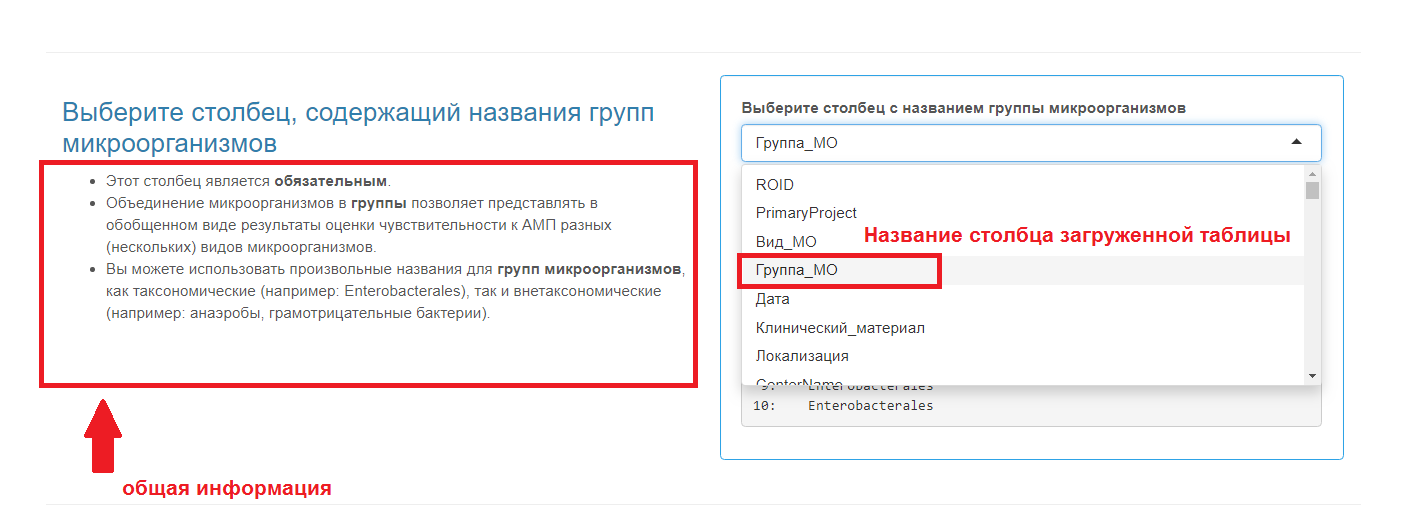 Выберите столбец, содержащий названия групп
микроорганизмов
Этот столбец является обязательным.
Объединение микроорганизмов в группы позволяет представлять в
обобщенном виде результаты оценки чувствительности к АМП разных
(нескольких) видов микроорганизмов.
Вы можете использовать произвольные названия для групп микроорганизмов,
как таксономические (например: Enterobacterales), так и внетаксономические
(например: анаэробы, грамотрицательные бактерии).
общая информация
Выберите столбец с названием группы микроорганизмов
Группа_МО
ROID
PrimaryProject
Вид_МО
Название столбца загруженной таблицы
Группа_МО
Дата
Клинический_материал
Локализация
CenterName
9: Enterobacterales
10: Enterobacterales